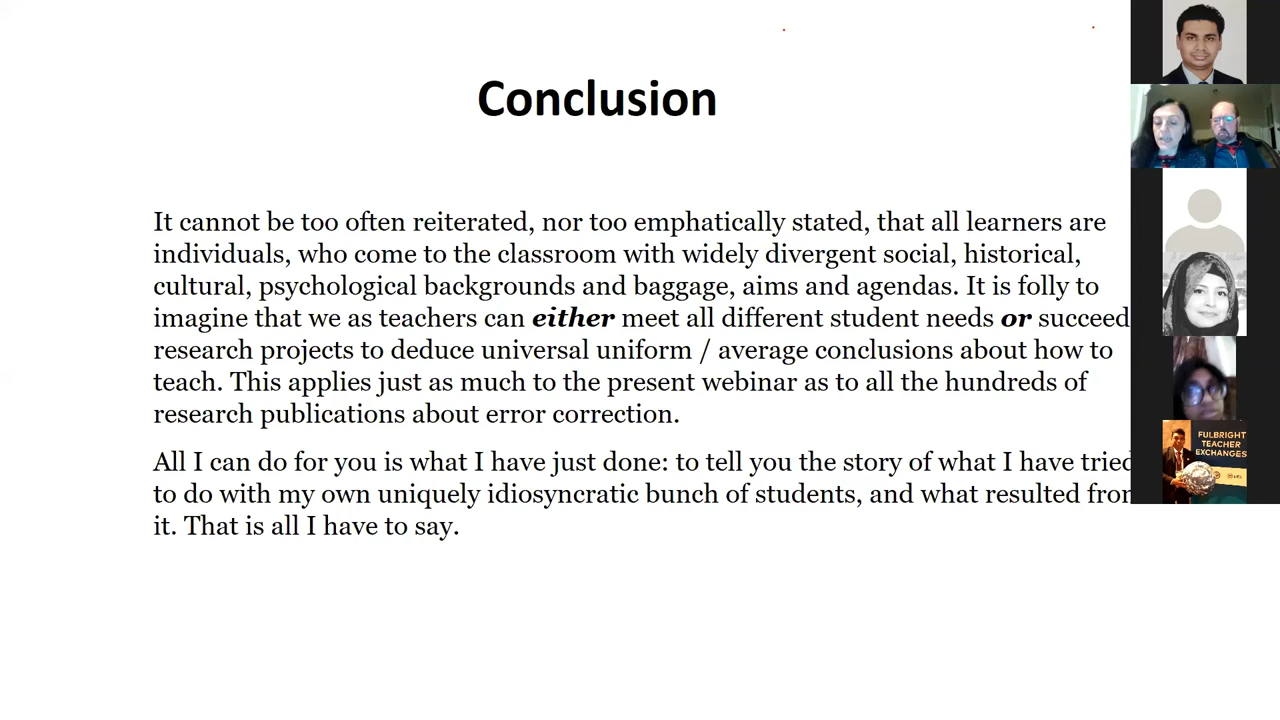 Conclusion
It cannot be too often reiterated, nor too emphatically stated, that all learners are
individuals, who come to the classroom with widely divergent social, historical,
cultural, psychological backgrounds and baggage, aims and agendas. It is folly to
imagine that we as teachers can either meet all different student needs or succeed
research projects to deduce universal uniform / average conclusions about how to
teach. This applies just as much to the present webinar as to all the hundreds of
research publications about error correction.
All I can do for you is what I have just done: to tell you the story of what I have tried
to do with my own uniquely idiosyncratic bunch of students, and what resulted from
it. That is all I have to say.
FULBRIGHT
TEACHER
EXCHANGES